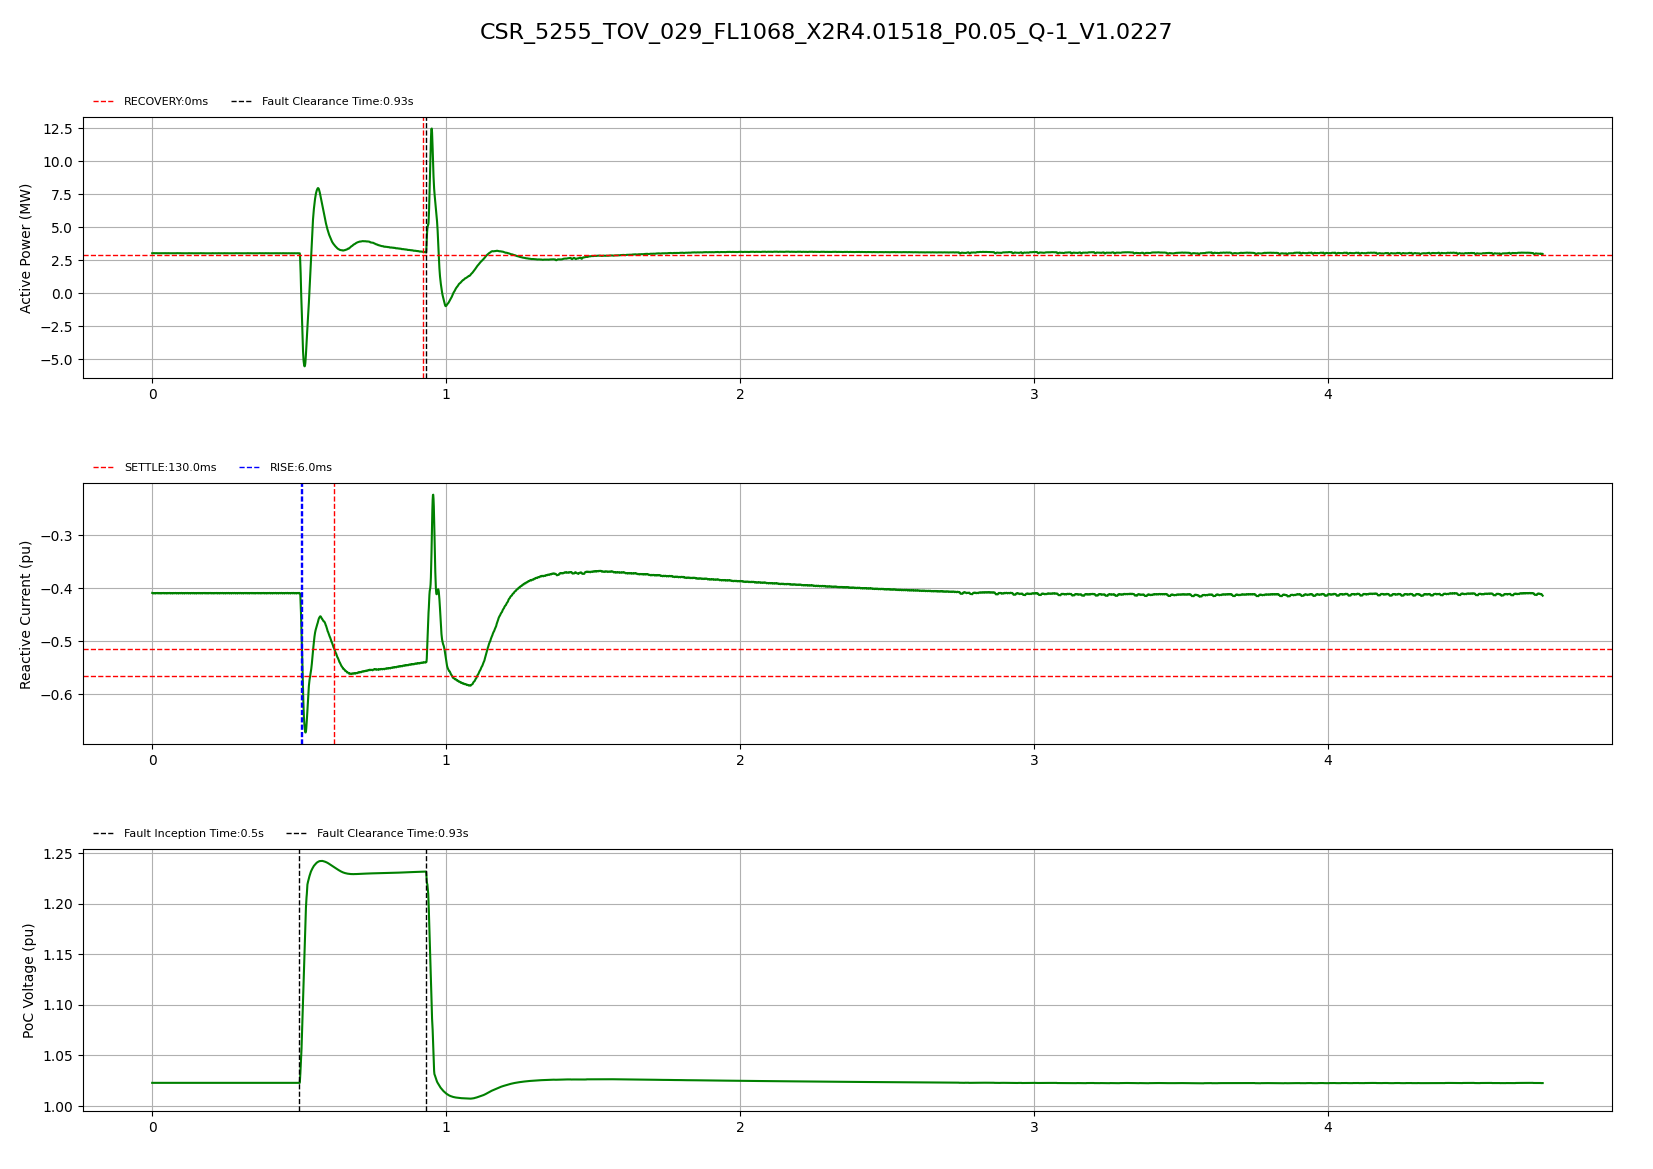 CSR_5255_TOV_029_FL1068_X2R4.01518_P0.05_Q-1_V1.0227
RECOVERY:0ms Fault Clearance Time:0.93s
Active Power (MW)
12.5
10.0
7.5
5.0
2.5
0.0
−2.5
−5.0
0 1 2 3 4
SETTLE:130.0ms RISE:6.0ms
Reactive Current (pu)
−0.3
−0.4
−0.5
−0.6
0 1 2 3 4
Fault Inception Time:0.5s Fault Clearance Time:0.93s
PoC Voltage (pu)
1.25
1.20
1.15
1.10
1.05
1.00
0 1 2 3 4